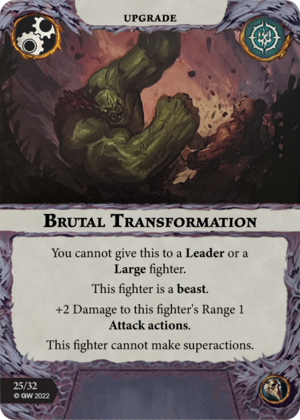 UPGRADE
BRUTAL TRANSFORMATION
You cannot give this to a Leader or a
Large fighter.
This fighter is a beast.
+2 Damage to this fighter's Range 1
Attack actions.
This fighter cannot make superactions.
25/32
© GW 2022